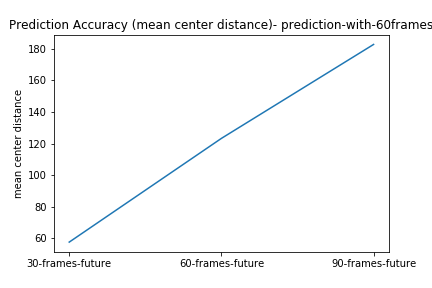 Prediction Accuracy (mean center distance)- prediction-with-60frames
180
160
140
120
100
80
60
mean center distance
30-frames-future 60-frames-future 90-frames-future